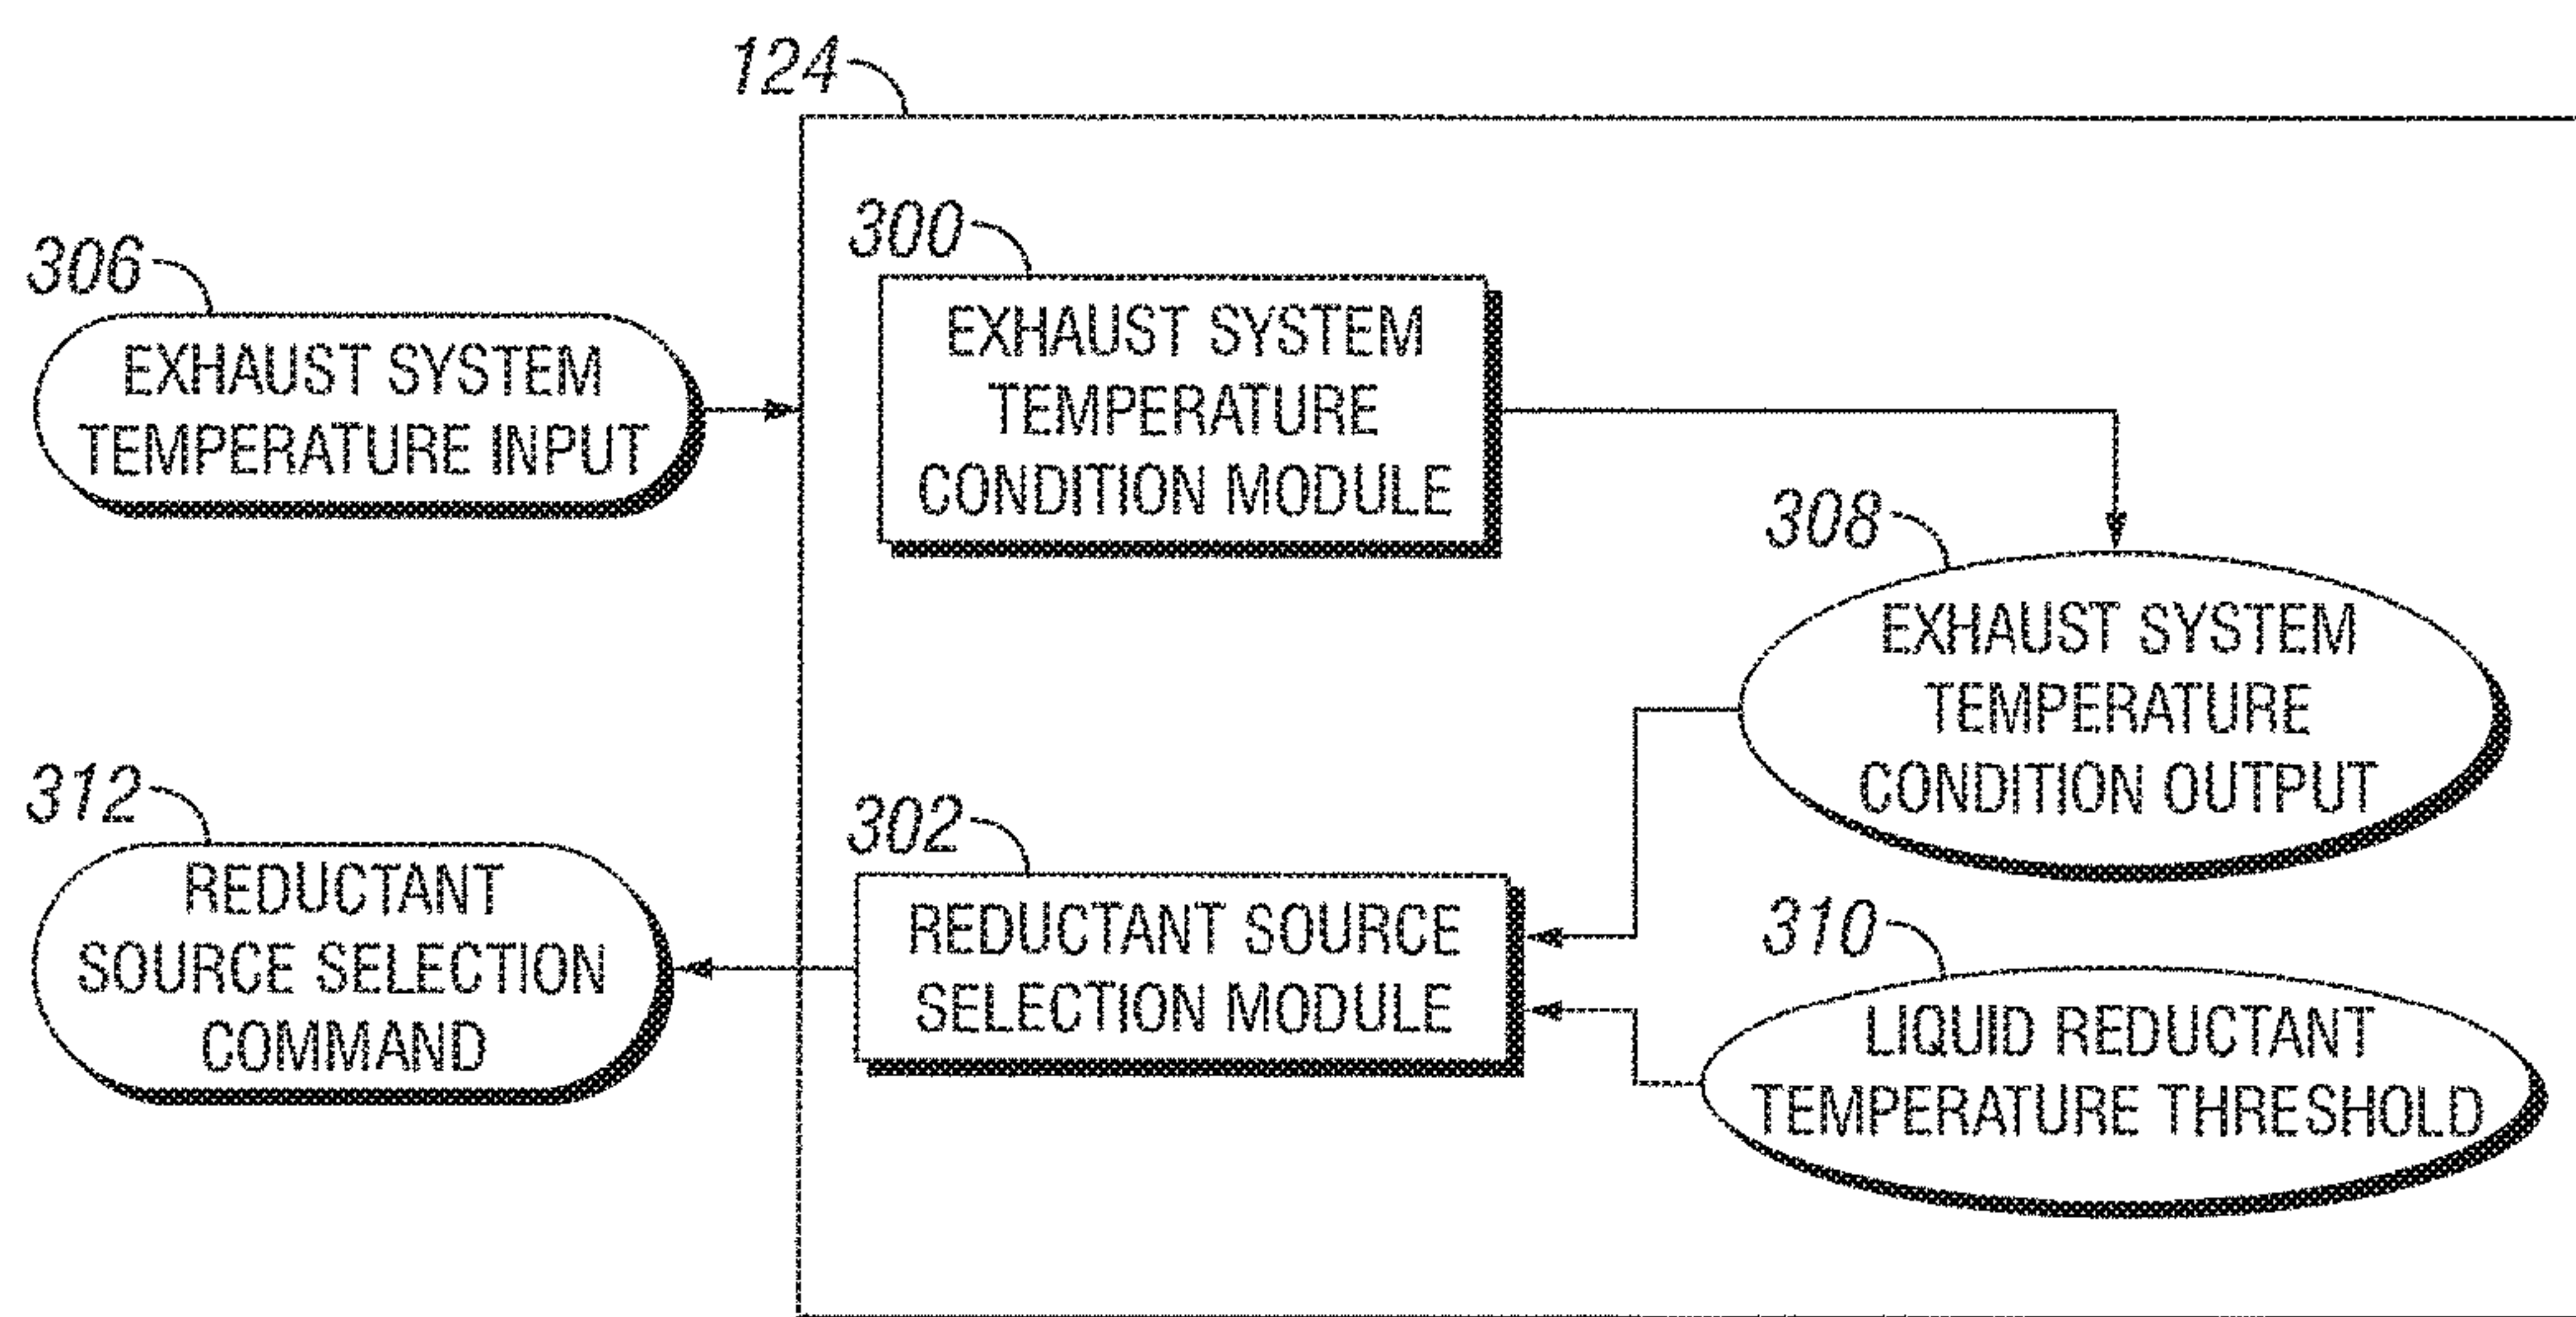 124
300
306
EXHAUST SYSTEM
TEMPERATURE INPUT
EXHAUST SYSTEM
TEMPERATURE
CONDITION MODULE
308
EXHAUST SYSTEM
TEMPERATURE
CONDITION OUTPUT
312
REDUCTANT
SOURCE SELECTION
COMMAND
302
REDUCTANT SOURCE
SELECTION MODULE
310
LIQUID REDUCTANT
TEMPERATURE THRESHOLD